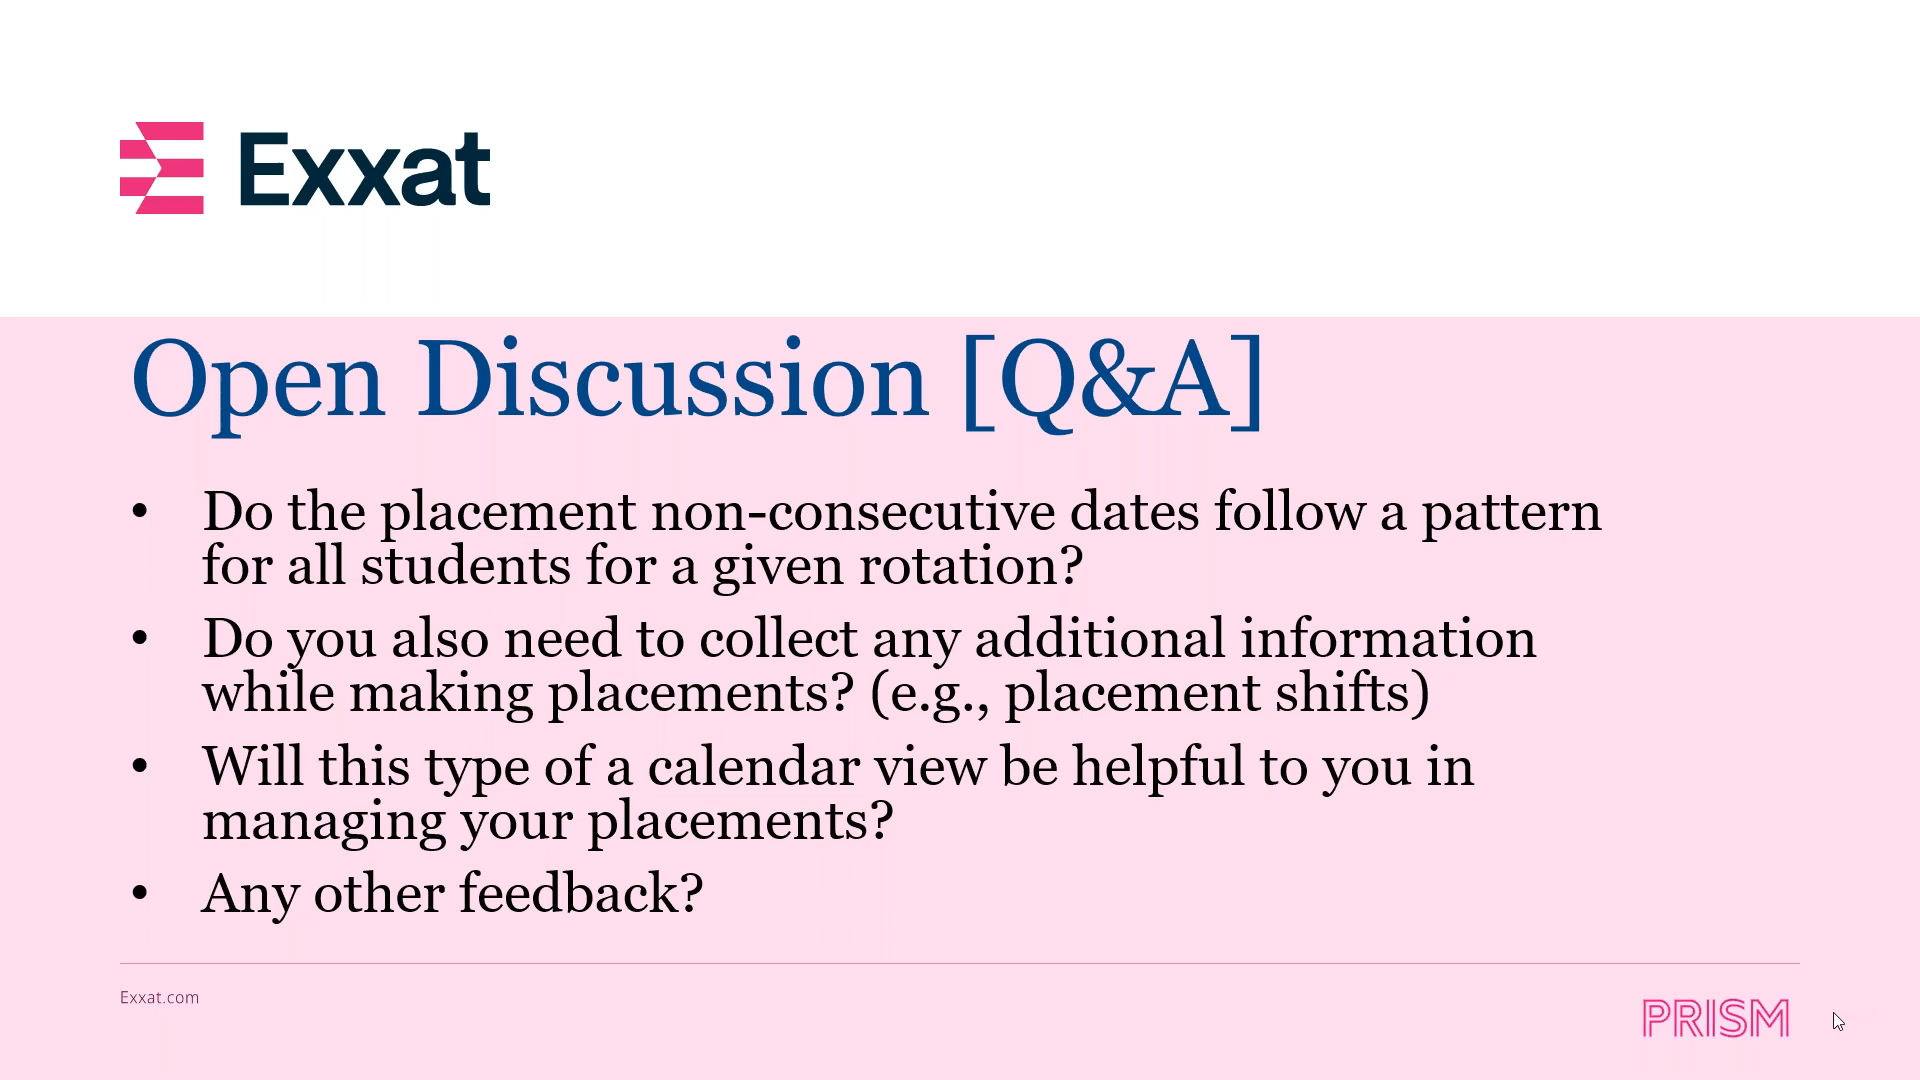 Exxat
Open Discussion [Q&A]
• Do the placement non-consecutive dates follow a pattern
for all students for a given rotation?
• Do you also need to collect any additional information
while making placements? (e.g., placement shifts)
• Will this type of a calendar view be helpful to you in
managing your placements?
• Any other feedback?
Exxat.com
PRISM